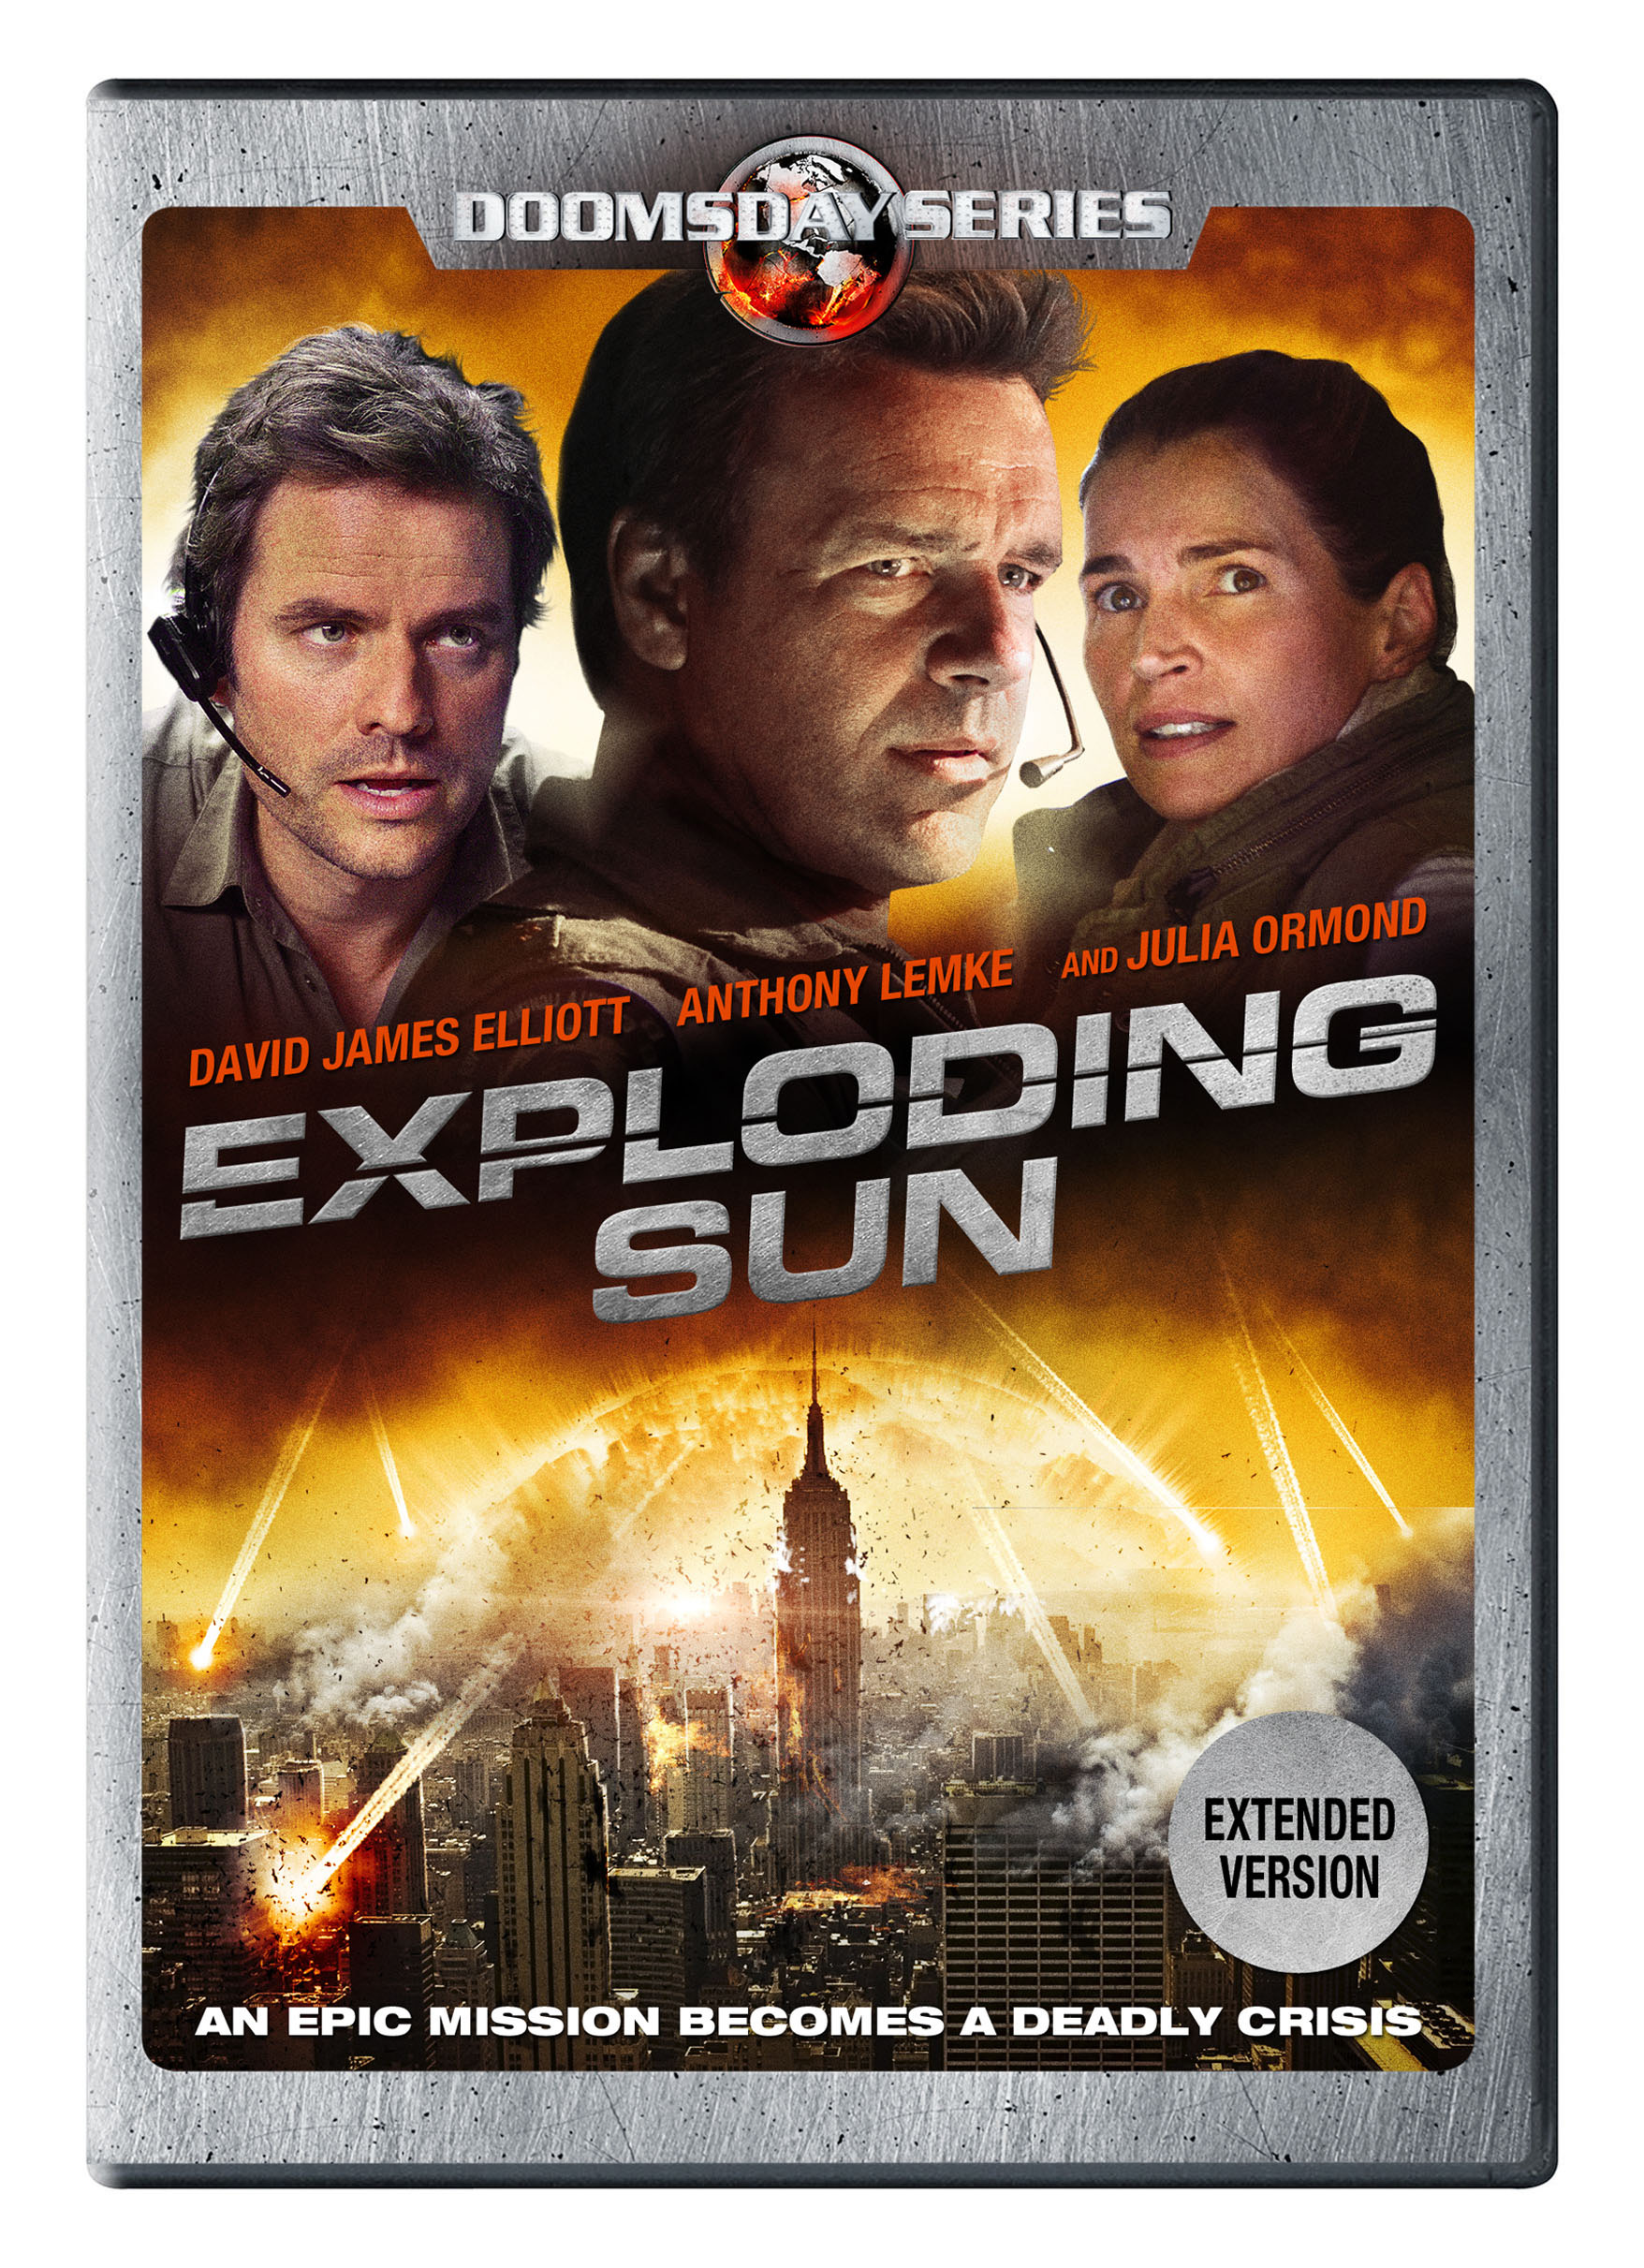 DOOMSDAY SERIES
DAVID JAMES ELLIOTT ANTHONY LEMKE AND JULIA ORMOND
EXPLODING
SUN
EXTENDED
VERSION
AN EPIC MISSION BECOMES A DEADLY CRISIS